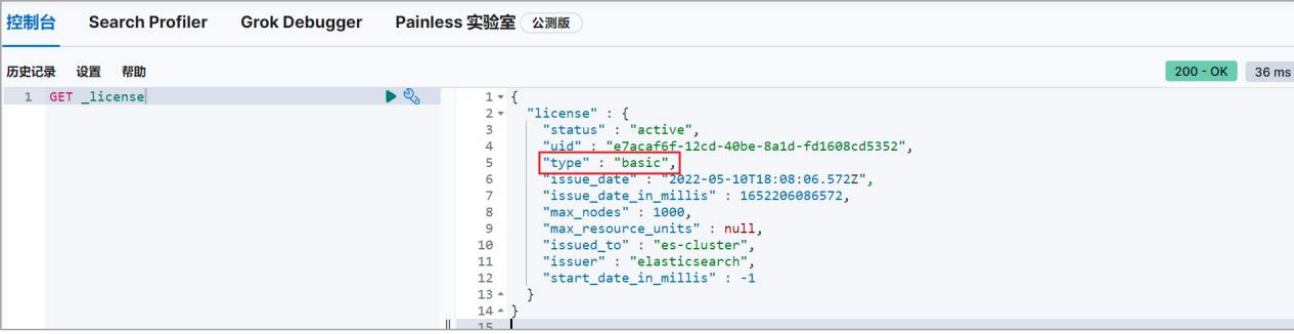 控制台 Search Profiler Grok Debugger Painless 实验室 公测版
历史记录 设置 帮助 200 - OK 36 ms
1 GET _license
1 {
2 "license" : {
3 "status" : "active",
4 "uid" : "e7acaf6f-12cd-40be-8a1d-fd1608cd5352",
5 "type" : "basic",
6 "issue_date" : "2022-05-10T18:08:06.572Z",
7 "issue_date_in_millis" : 1652206086572,
8 "max_nodes" : 1000,
9 "max_resource_units" : null,
10 "issued_to" : "es-cluster",
11 "issuer" : "elasticsearch",
12 "start_date_in_millis" : -1
13 }
14 }
15